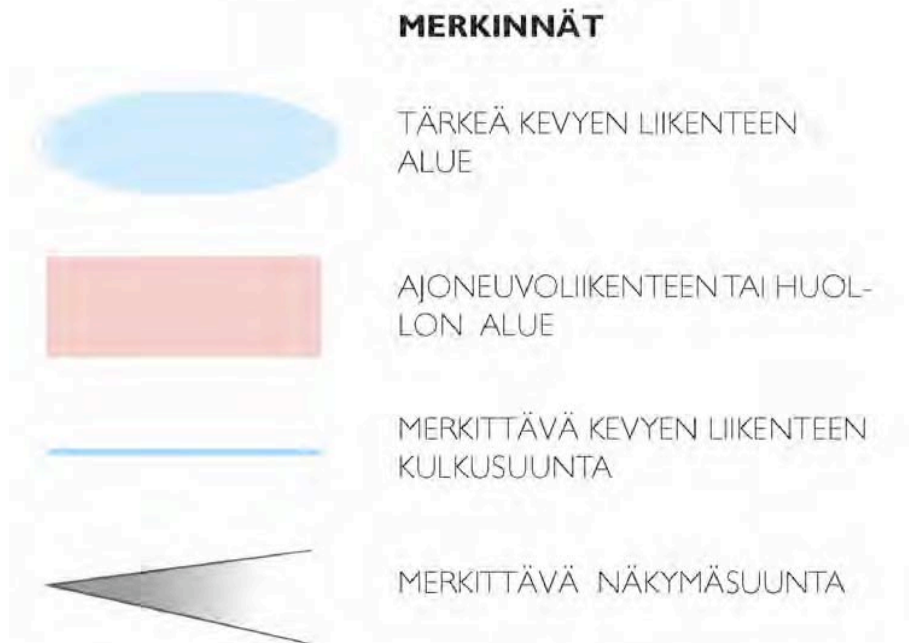 MERKINNÄT
TÄRKEÄ KEVYEN LIIKENTEEN
ALUE
AJONEUVOLIIKENTEEN TAI HUOL-
LON ALUE
MERKITTÄVÄ KEVYEN LIIKENTEEN
KULKUSUUNTA
MERKITTÄVÄ NÄKYMÄSUUNTA